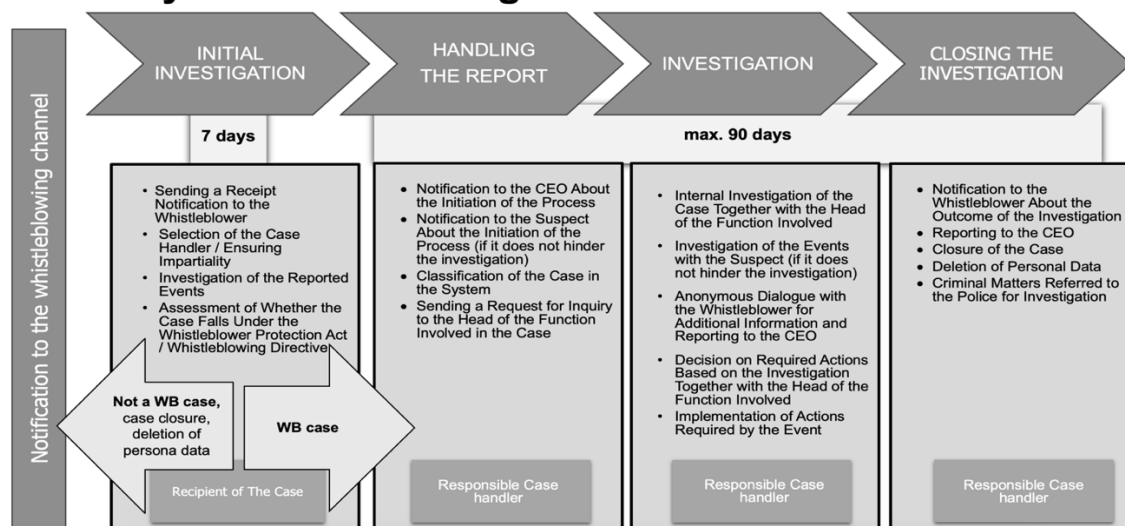 Notification to the whistleblowing channel
INITIAL
INVESTIGATION
HANDLING
THE REPORT
INVESTIGATION
CLOSING THE
INVESTIGATION
7 days
max. 90 days
• Sending a Receipt
Notification to the
Whistleblower
• Selection of the Case
Handler / Ensuring
Impartiality
• Investigation of the Reported
Events
• Assessment of Whether the
Case Falls Under the
Whistleblower Protection Act
/ Whistleblowing Directive
Not a WB case,
case closure,
deletion of
persona data
WB case
Recipient of The Case
• Notification to the CEO About
the Initiation of the Process
• Notification to the Suspect
About the Initiation of the
Process (if it does not hinder
the investigation)
• Classification of the Case in
the System
• Sending a Request for Inquiry
to the Head of the Function
Involved in the Case
Responsible Case
handler
• Internal Investigation of the
Case Together with the Head
of the Function Involved
• Investigation of the Events
with the Suspect (if it does
not hinder the investigation)
• Anonymous Dialogue with
the Whistleblower for
Additional Information and
Reporting to the CEO
• Decision on Required Actions
Based on the Investigation
Together with the Head of the
Function Involved
• Implementation of Actions
Required by the Event
Responsible Case
handler
• Notification to the
Whistleblower About the
Outcome of the Investigation
• Reporting to the CEO
• Closure of the Case
• Deletion of Personal Data
• Criminal Matters Referred to
the Police for Investigation
Responsible Case
handler